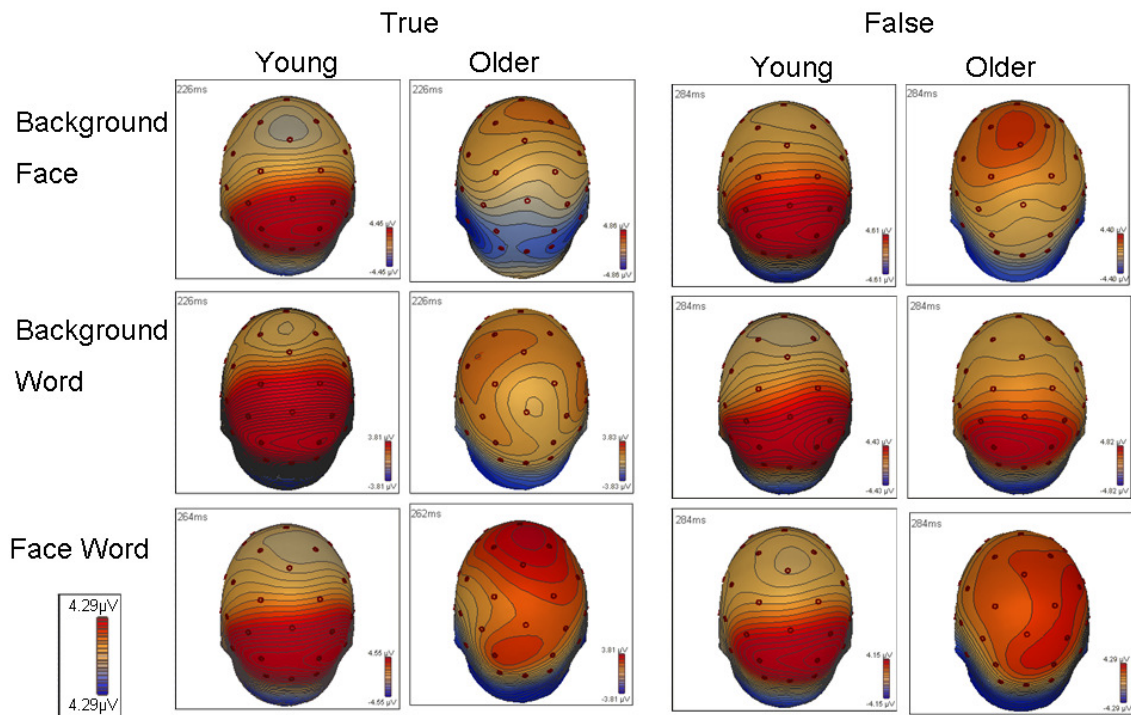 True False
Young Older Young Older
Background
Face
226ms 226ms 284ms 284ms
4.45 µV 4.86 µV 4.61 µV 4.40 µV
-4.45 µV -4.86 µV -4.61 µV -4.40 µV
Background
Word
226ms 226ms 284ms 284ms
3.81 µV 3.83 µV 4.43 µV 4.82 µV
-3.81 µV -3.83 µV -4.43 µV -4.82 µV
Face Word
264ms 262ms 284ms 284ms
4.29µV
4.29µV
4.55 µV 3.81 µV 4.15 µV 4.29 µV
-4.55 µV -3.81 µV -4.15 µV -4.29 µV